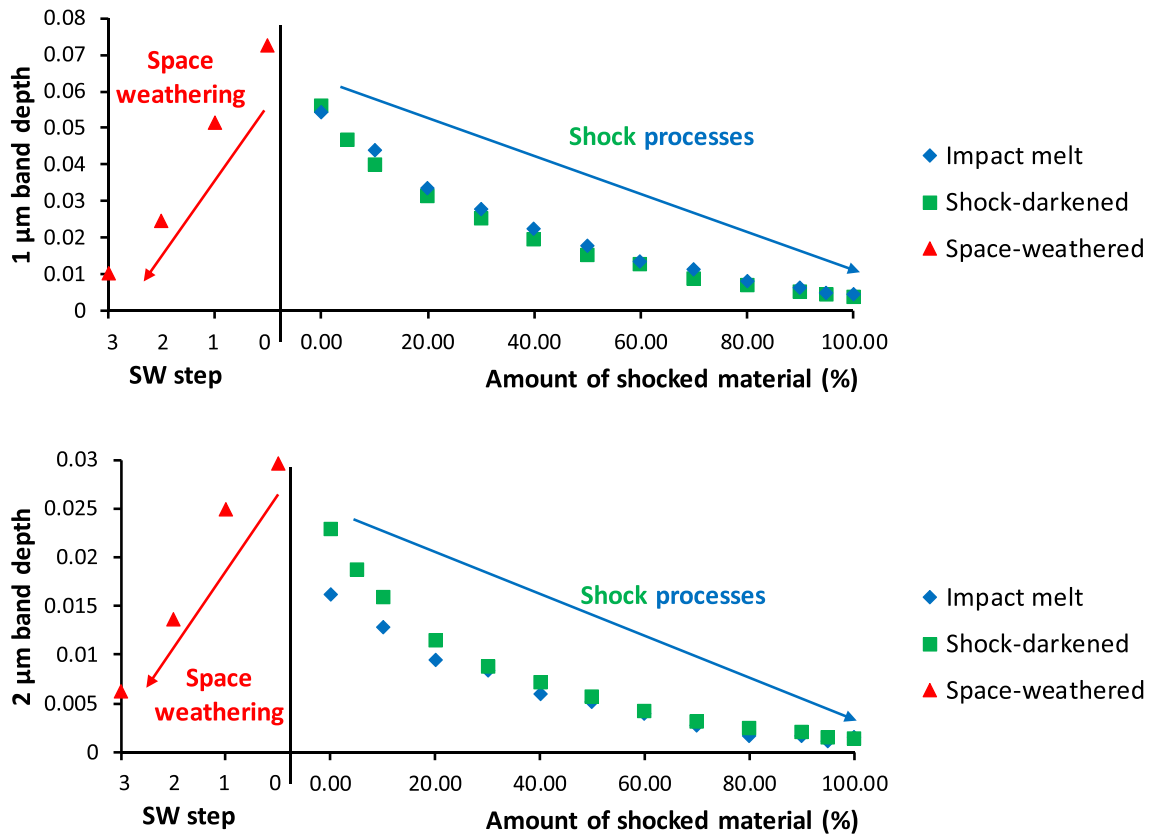 0.08
0.07
0.06
0.05
0.04
0.03
0.02
0.01
0
1 µm band depth
Space
weathering
Shock processes
3 2 1 0
SW step
0.00 20.00 40.00 60.00 80.00 100.00
Amount of shocked material (%)
Impact melt
Shock-darkened
Space-weathered
0.03
0.025
0.02
0.015
0.01
0.005
0
2 µm band depth
Space
weathering
Shock processes
3 2 1 0
SW step
0.00 20.00 40.00 60.00 80.00 100.00
Amount of shocked material (%)
Impact melt
Shock-darkened
Space-weathered